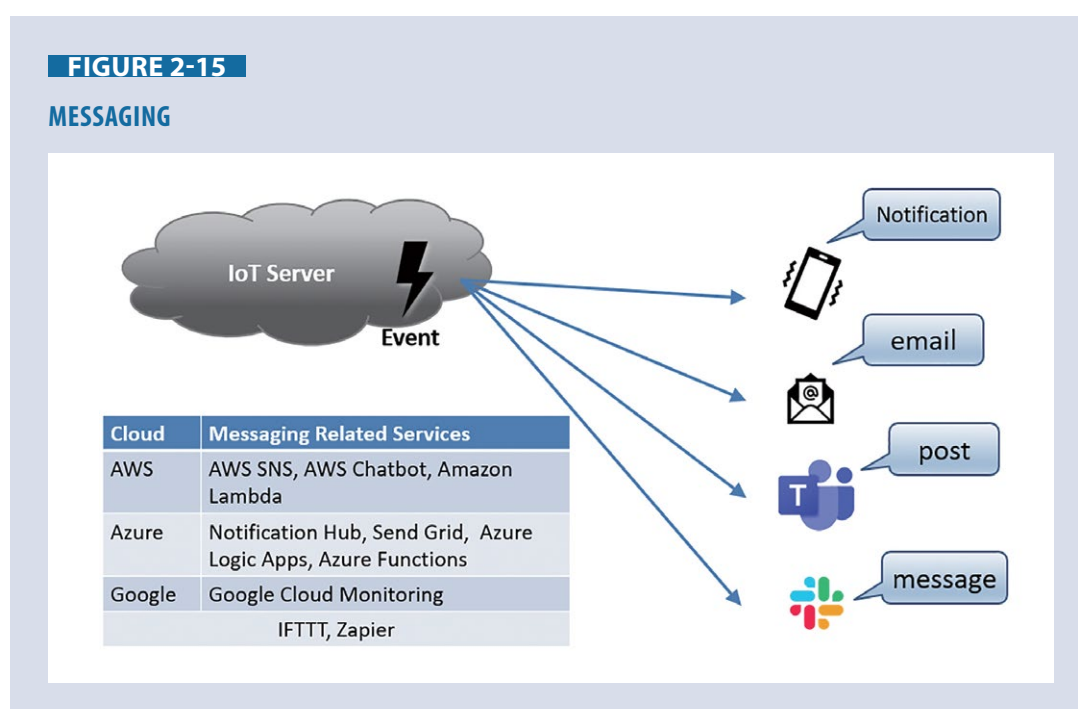 FIGURE 2-15
MESSAGING
Notification
IoT Server
Event
email
post
T
message
Cloud Messaging Related Services
AWS AWS SNS, AWS Chatbot, Amazon
Lambda
Azure Notification Hub, Send Grid, Azure
Logic Apps, Azure Functions
Google Google Cloud Monitoring
IFTTT, Zapier